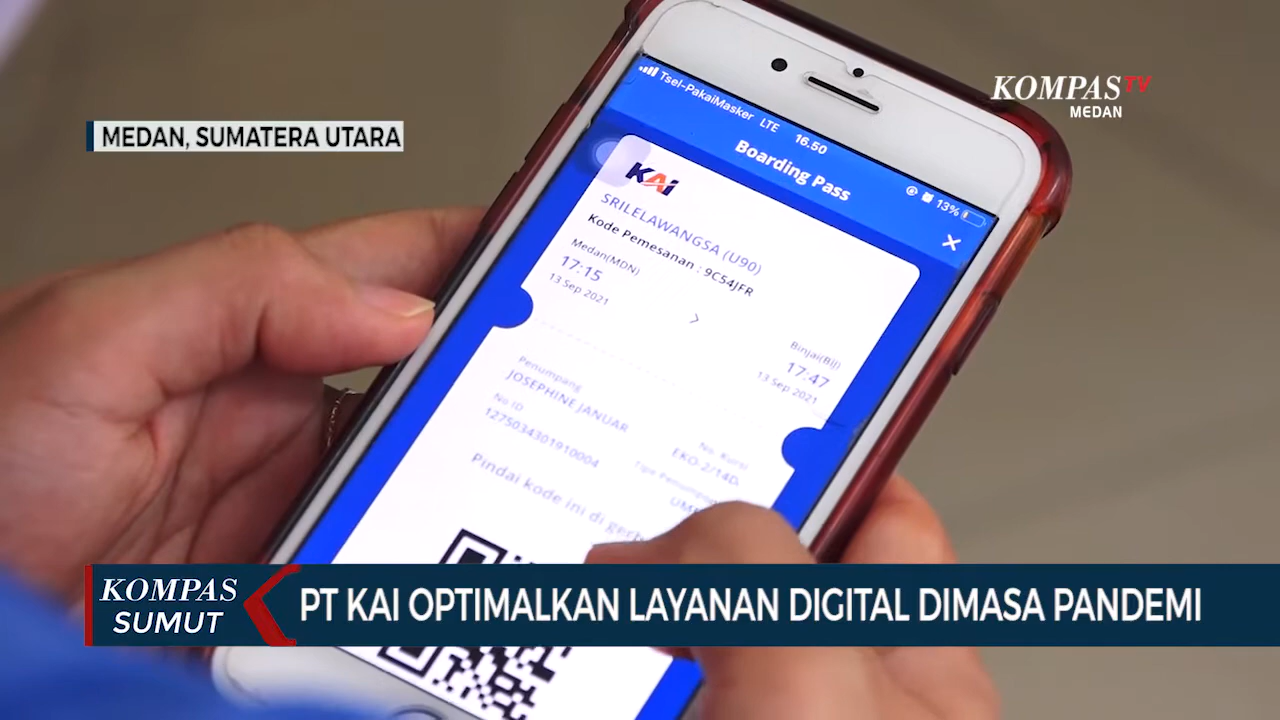 KOMPAS TV
MEDAN
MEDAN, SUMATERA UTARA
Tsel-PakaiMasker LTE 16.50 13%
Boarding Pass
KAI
SRILELAWANGSA (U90)
Kode Pemesanan : 9C54JFR
Medan(MDN)
17:15
13 Sep 2021
Binjai(BIJ)
17:47
13 Sep 2021
Penumpang
JOSEPHINE JANUAR
No ID
1275034301910004
No. Kursi
EKO-2/14D
Tipe Penumpang
Pindai kode ini di
KOMPAS
SUMUT
PT KAI OPTIMALKAN LAYANAN DIGITAL DIMASA PANDEMI